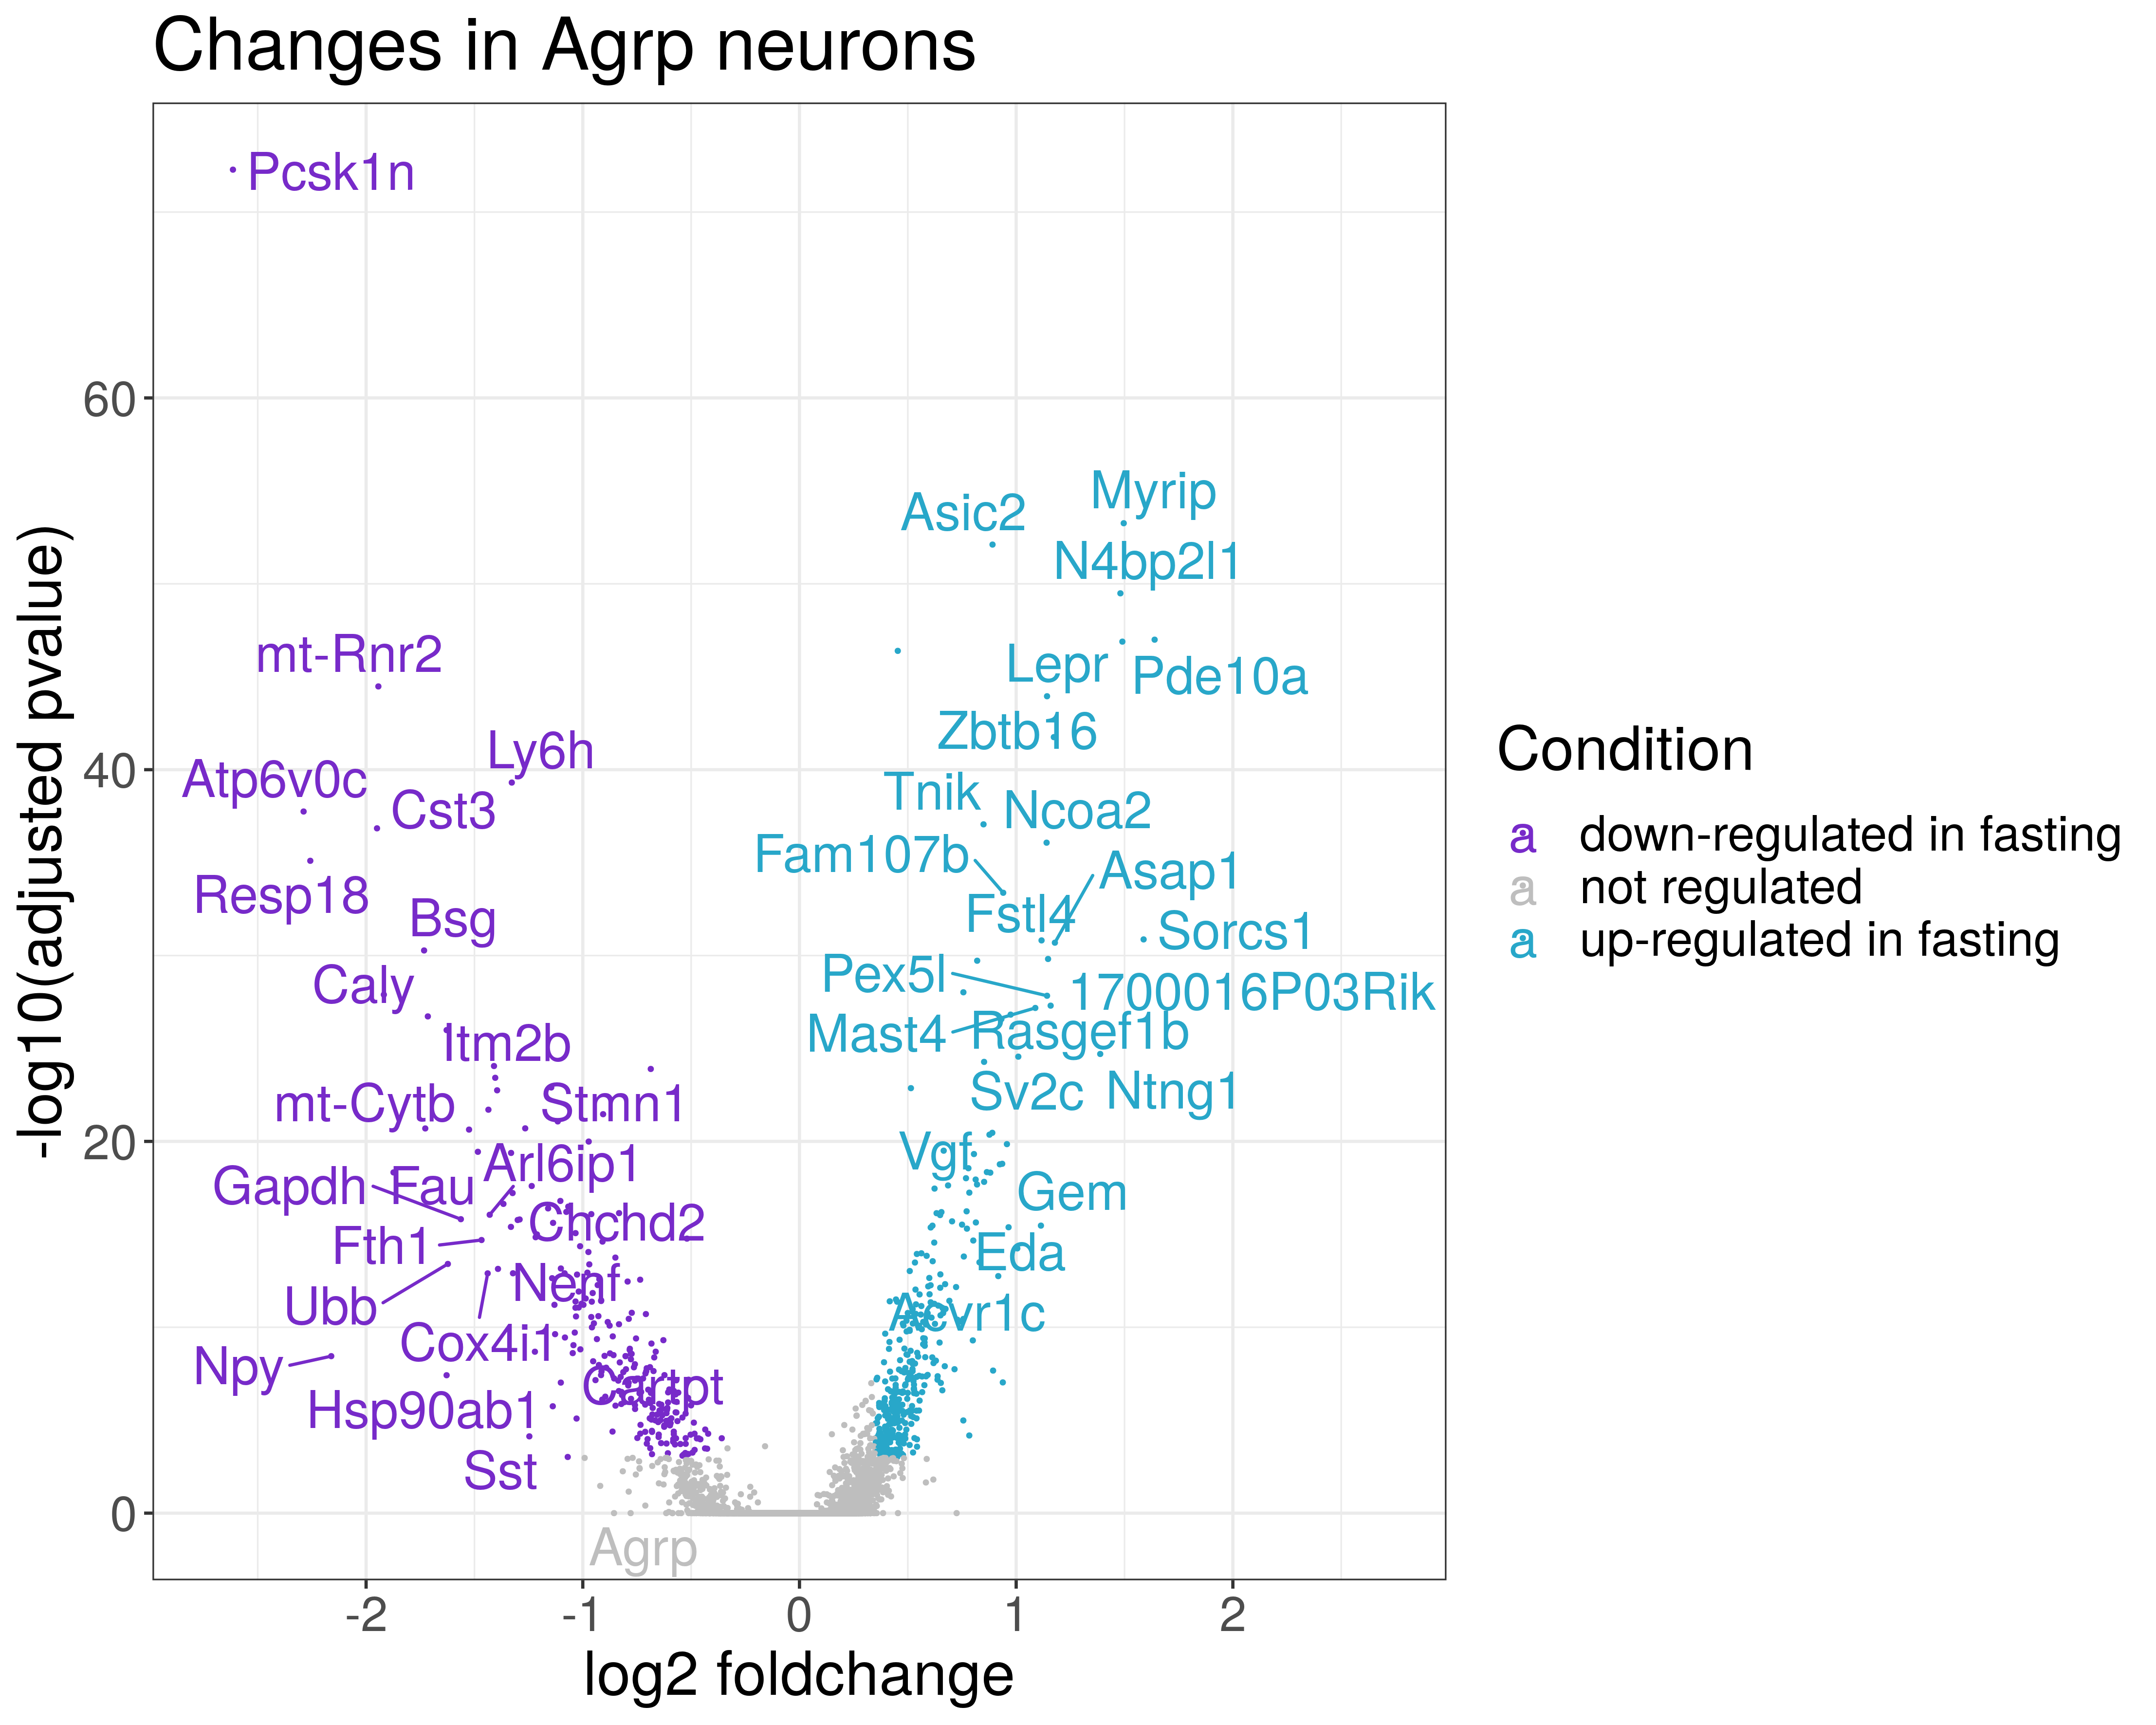 Changes in Agrp neurons
-log10(adjusted pvalue)
60
40
20
0
Pcsk1n
Myrip
Asic2
N4bp2l1
mt-Rnr2
Lepr
Pde10a
Zbtb16
Ly6h
Atp6v0c
Tnik
Cst3
Ncoa2
Fam107b
Asap1
Resp18
Fstl4
Bsg
Sorcs1
Pex5l
Caly
1700016P03Rik
Mast4
Rasgef1b
Itm2b
Sv2c
Ntng1
mt-Cytb
Stmn1
Vgf
Arl6ip1
Gapdh
Fau
Gem
Chchd2
Fth1
Eda
Nenf
Ubb
Acvr1c
Cox4i1
Npy
Cartpt
Hsp90ab1
Sst
Agrp
-2
-1
0
1
2
log2 foldchange
Condition
a down-regulated in fasting
a not regulated
a up-regulated in fasting